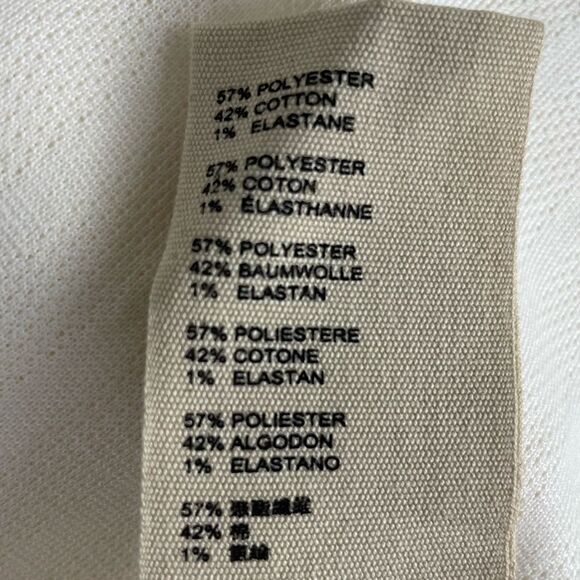 57% POLYESTER
42% COTTON
1% ELASTANE
57% POLYESTER
42% COTON
1% ÉLASTHANNE
57% POLYESTER
42% BAUMWOLLE
1% ELASTAN
57% POLIESTERE
42% COTONE
1% ELASTAN
57% POLIESTER
42% ALGODON
1% ELASTANO
57% 聚酯纖維
42% 棉
1%